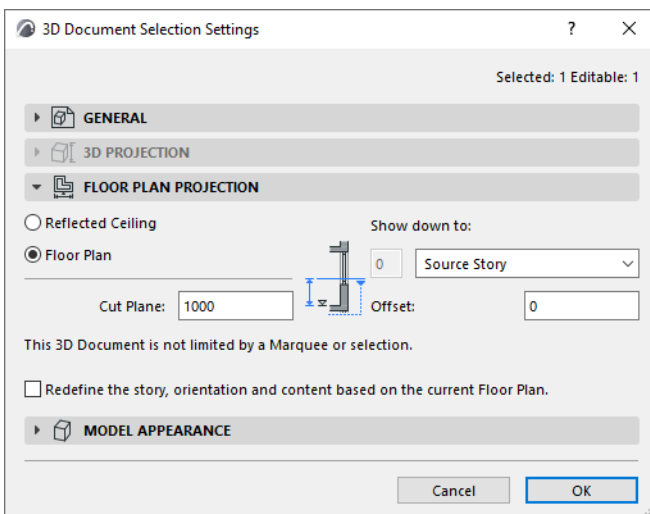 3D Document Selection Settings
?
Selected: 1 Editable: 1
GENERAL
3D PROJECTION
FLOOR PLAN PROJECTION
Reflected Ceiling
Show down to:
Floor Plan
0 Source Story
Cut Plane: 1000
Offset: 0
This 3D Document is not limited by a Marquee or selection.
Redefine the story, orientation and content based on the current Floor Plan.
MODEL APPEARANCE
Cancel
OK